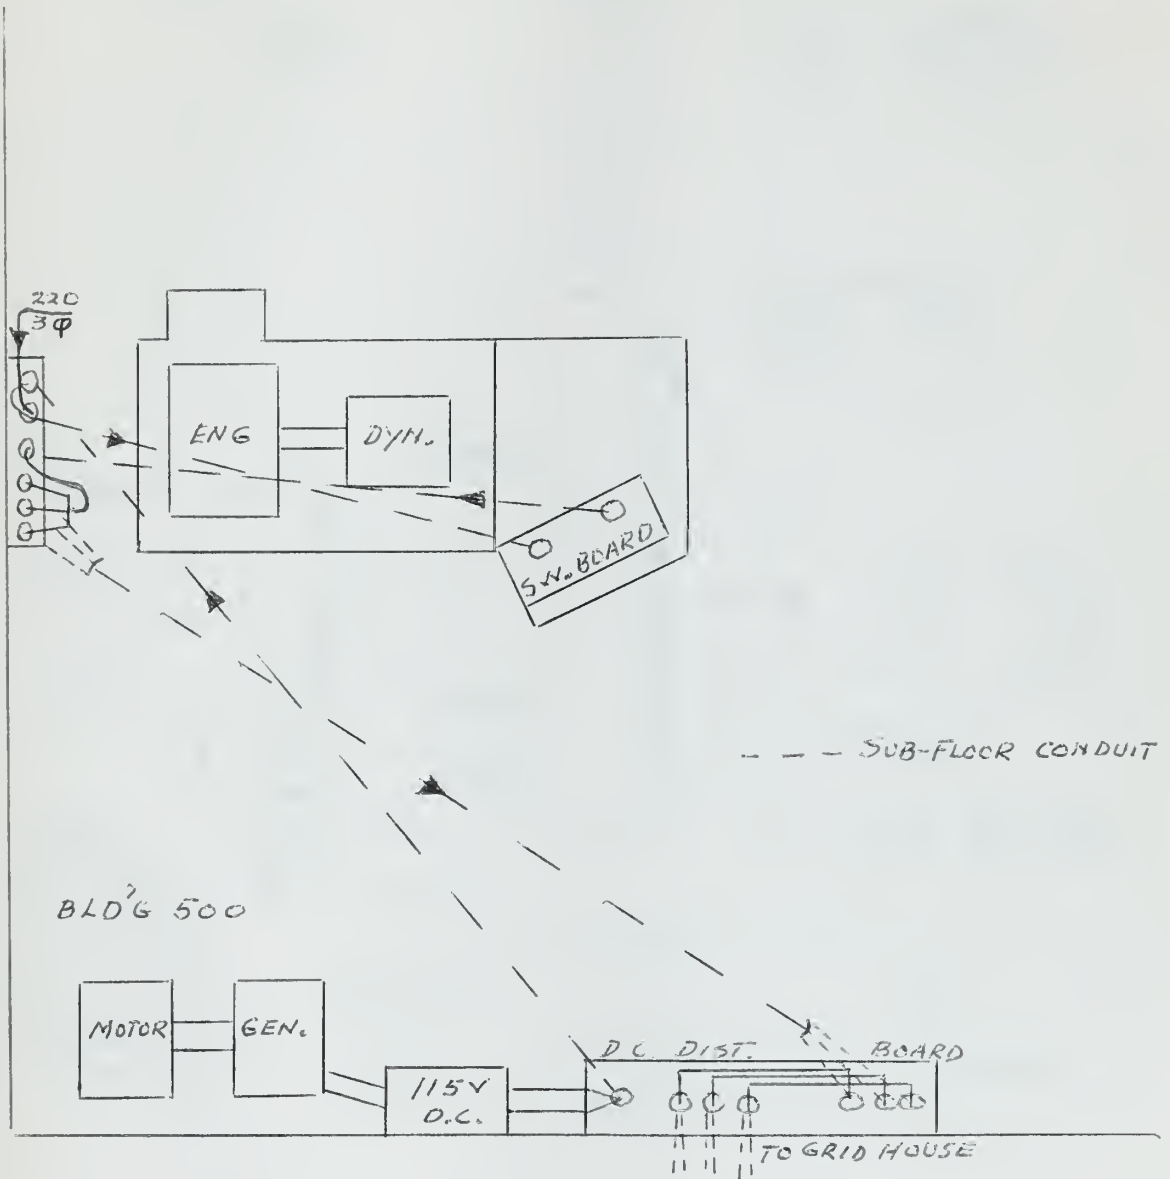 220
3φ
ENG
DYN.
SW. BOARD
--- SUB-FLOOR CONDUIT
BLD'G 500
MOTOR
GEN.
115V
D.C.
D.C. DIST. BOARD
TO GRID HOUSE